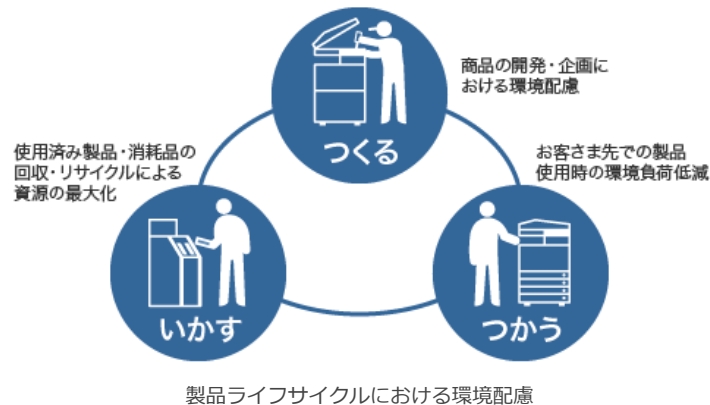 つくる
商品の開発・企画に
おける環境配慮
使用済み製品・消耗品の
回収・リサイクルによる
資源の最大化
お客さま先での製品
使用時の環境負荷低減
いかす
つかう
製品ライフサイクルにおける環境配慮